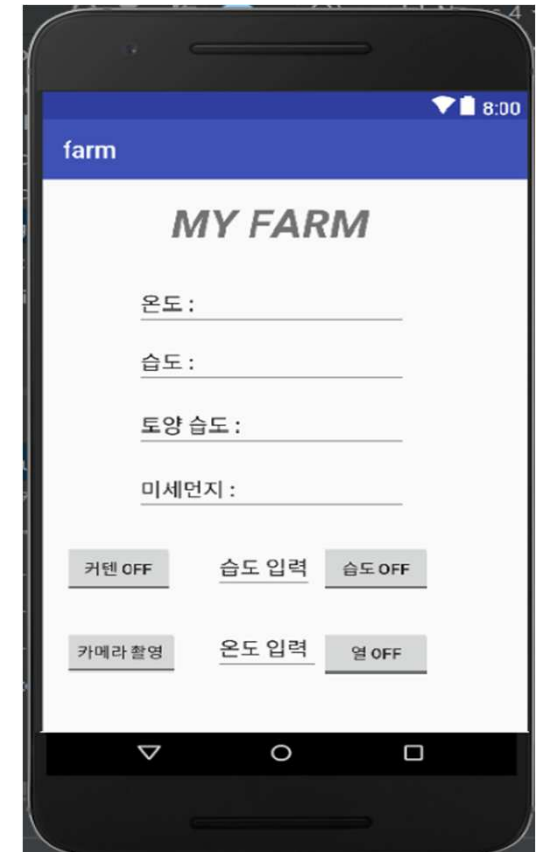 8:00
farm
MY FARM
온도 :
습도 :
토양 습도 :
미세먼지 :
커텐 OFF 습도 입력 습도 OFF
카메라 촬영 온도 입력 열 OFF